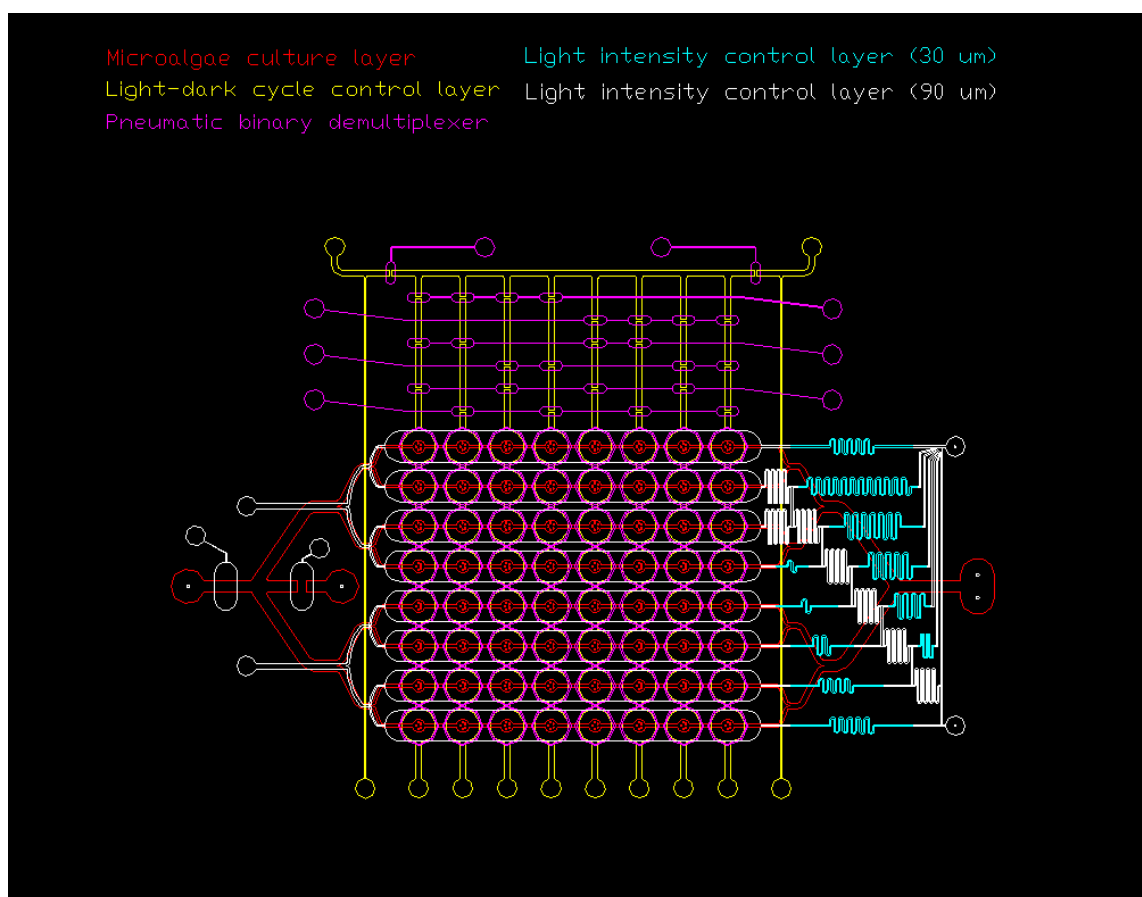 Microalgae culture layer
Light-dark cycle control layer
Pneumatic binary demultiplexer
Light intensity control layer (30 um)
Light intensity control layer (90 um)